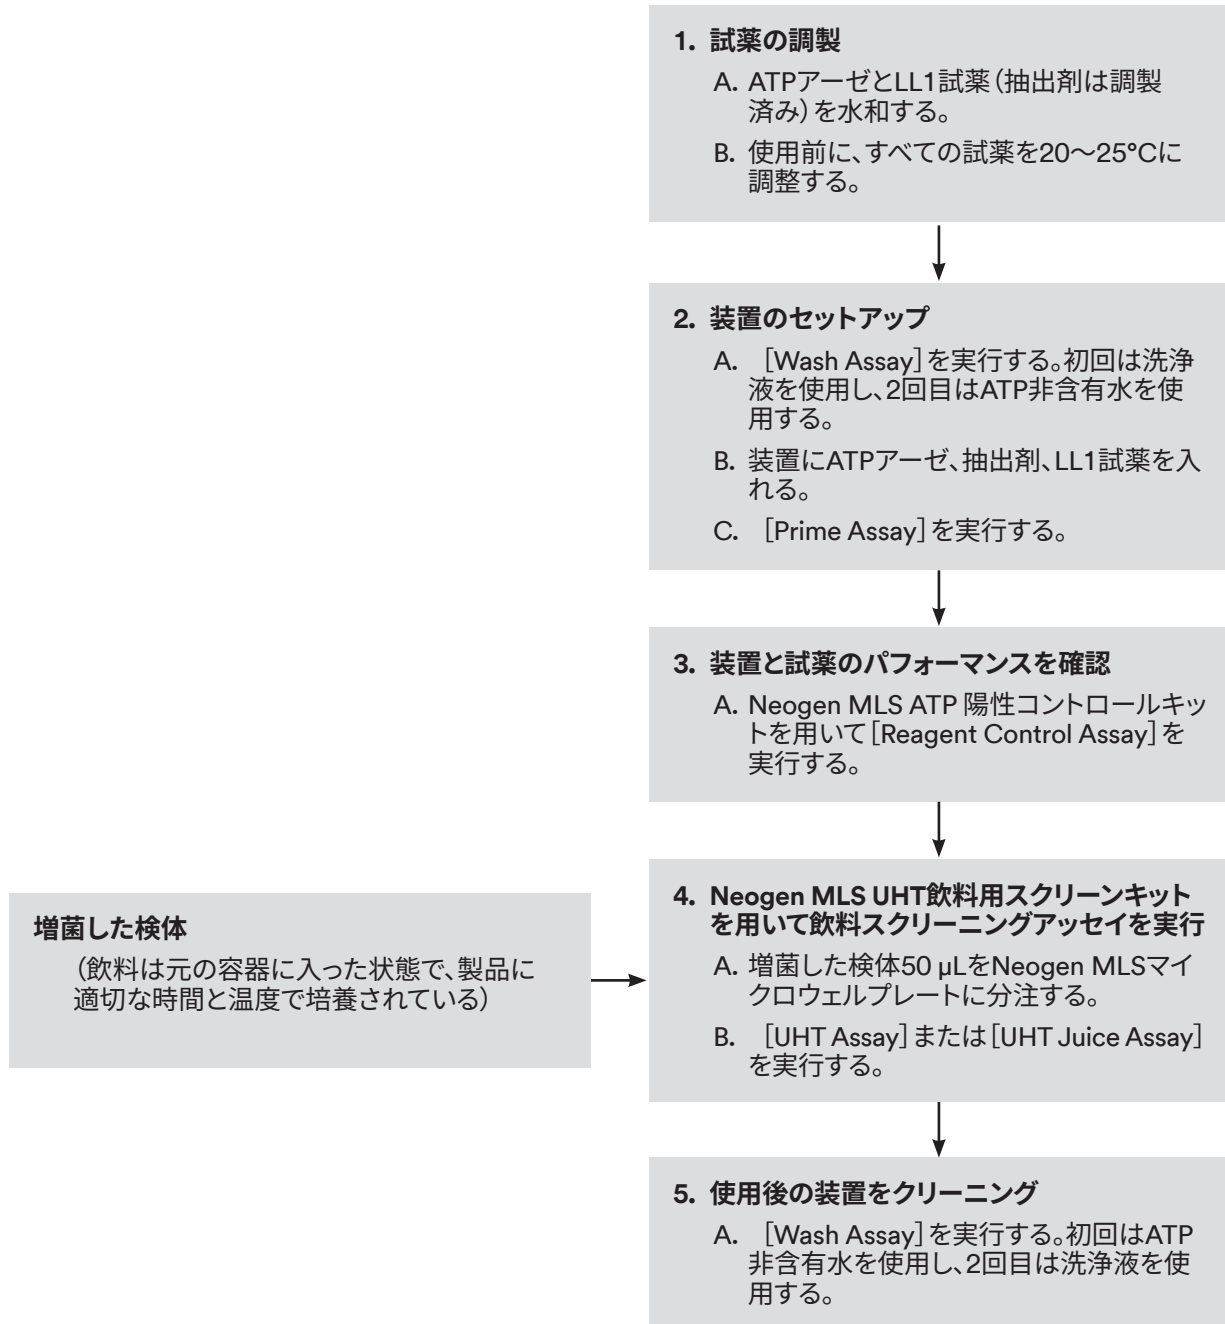 1. 試薬の調製
A. ATPアーゼとLL1試薬（抽出剤は調製
済み）を水和する。
B. 使用前に、すべての試薬を20〜25°Cに
調整する。
2. 装置のセットアップ
A. ［Wash Assay］を実行する。初回は洗浄
液を使用し、2回目はATP非含有水を使
用する。
B. 装置にATPアーゼ、抽出剤、LL1試薬を入
れる。
C. ［Prime Assay］を実行する。
3. 装置と試薬のパフォーマンスを確認
A. Neogen MLS ATP 陽性コントロールキッ
トを用いて［Reagent Control Assay］を
実行する。
増菌した検体
（飲料は元の容器に入った状態で、製品に
適切な時間と温度で培養されている）
4. Neogen MLS UHT飲料用スクリーンキット
を用いて飲料スクリーニングアッセイを実行
A. 増菌した検体50 µLをNeogen MLSマイ
クロウェルプレートに分注する。
B. ［UHT Assay］または［UHT Juice Assay］
を実行する。
5. 使用後の装置をクリーニング
A. ［Wash Assay］を実行する。初回はATP
非含有水を使用し、2回目は洗浄液を使
用する。